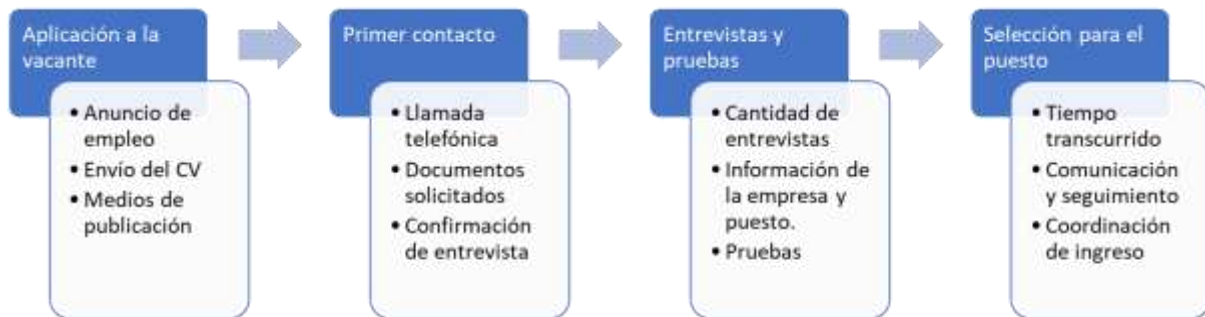 Aplicación a la
vacante
• Anuncio de
empleo
• Envío del CV
• Medios de
publicación
Primer contacto
• Llamada
telefónica
• Documentos
solicitados
• Confirmación
de entrevista
Entrevistas y
pruebas
• Cantidad de
entrevistas
• Información de
la empresa y
puesto.
• Pruebas
Selección para el
puesto
• Tiempo
transcurrido
• Comunicación
y seguimiento
• Coordinación
de ingreso